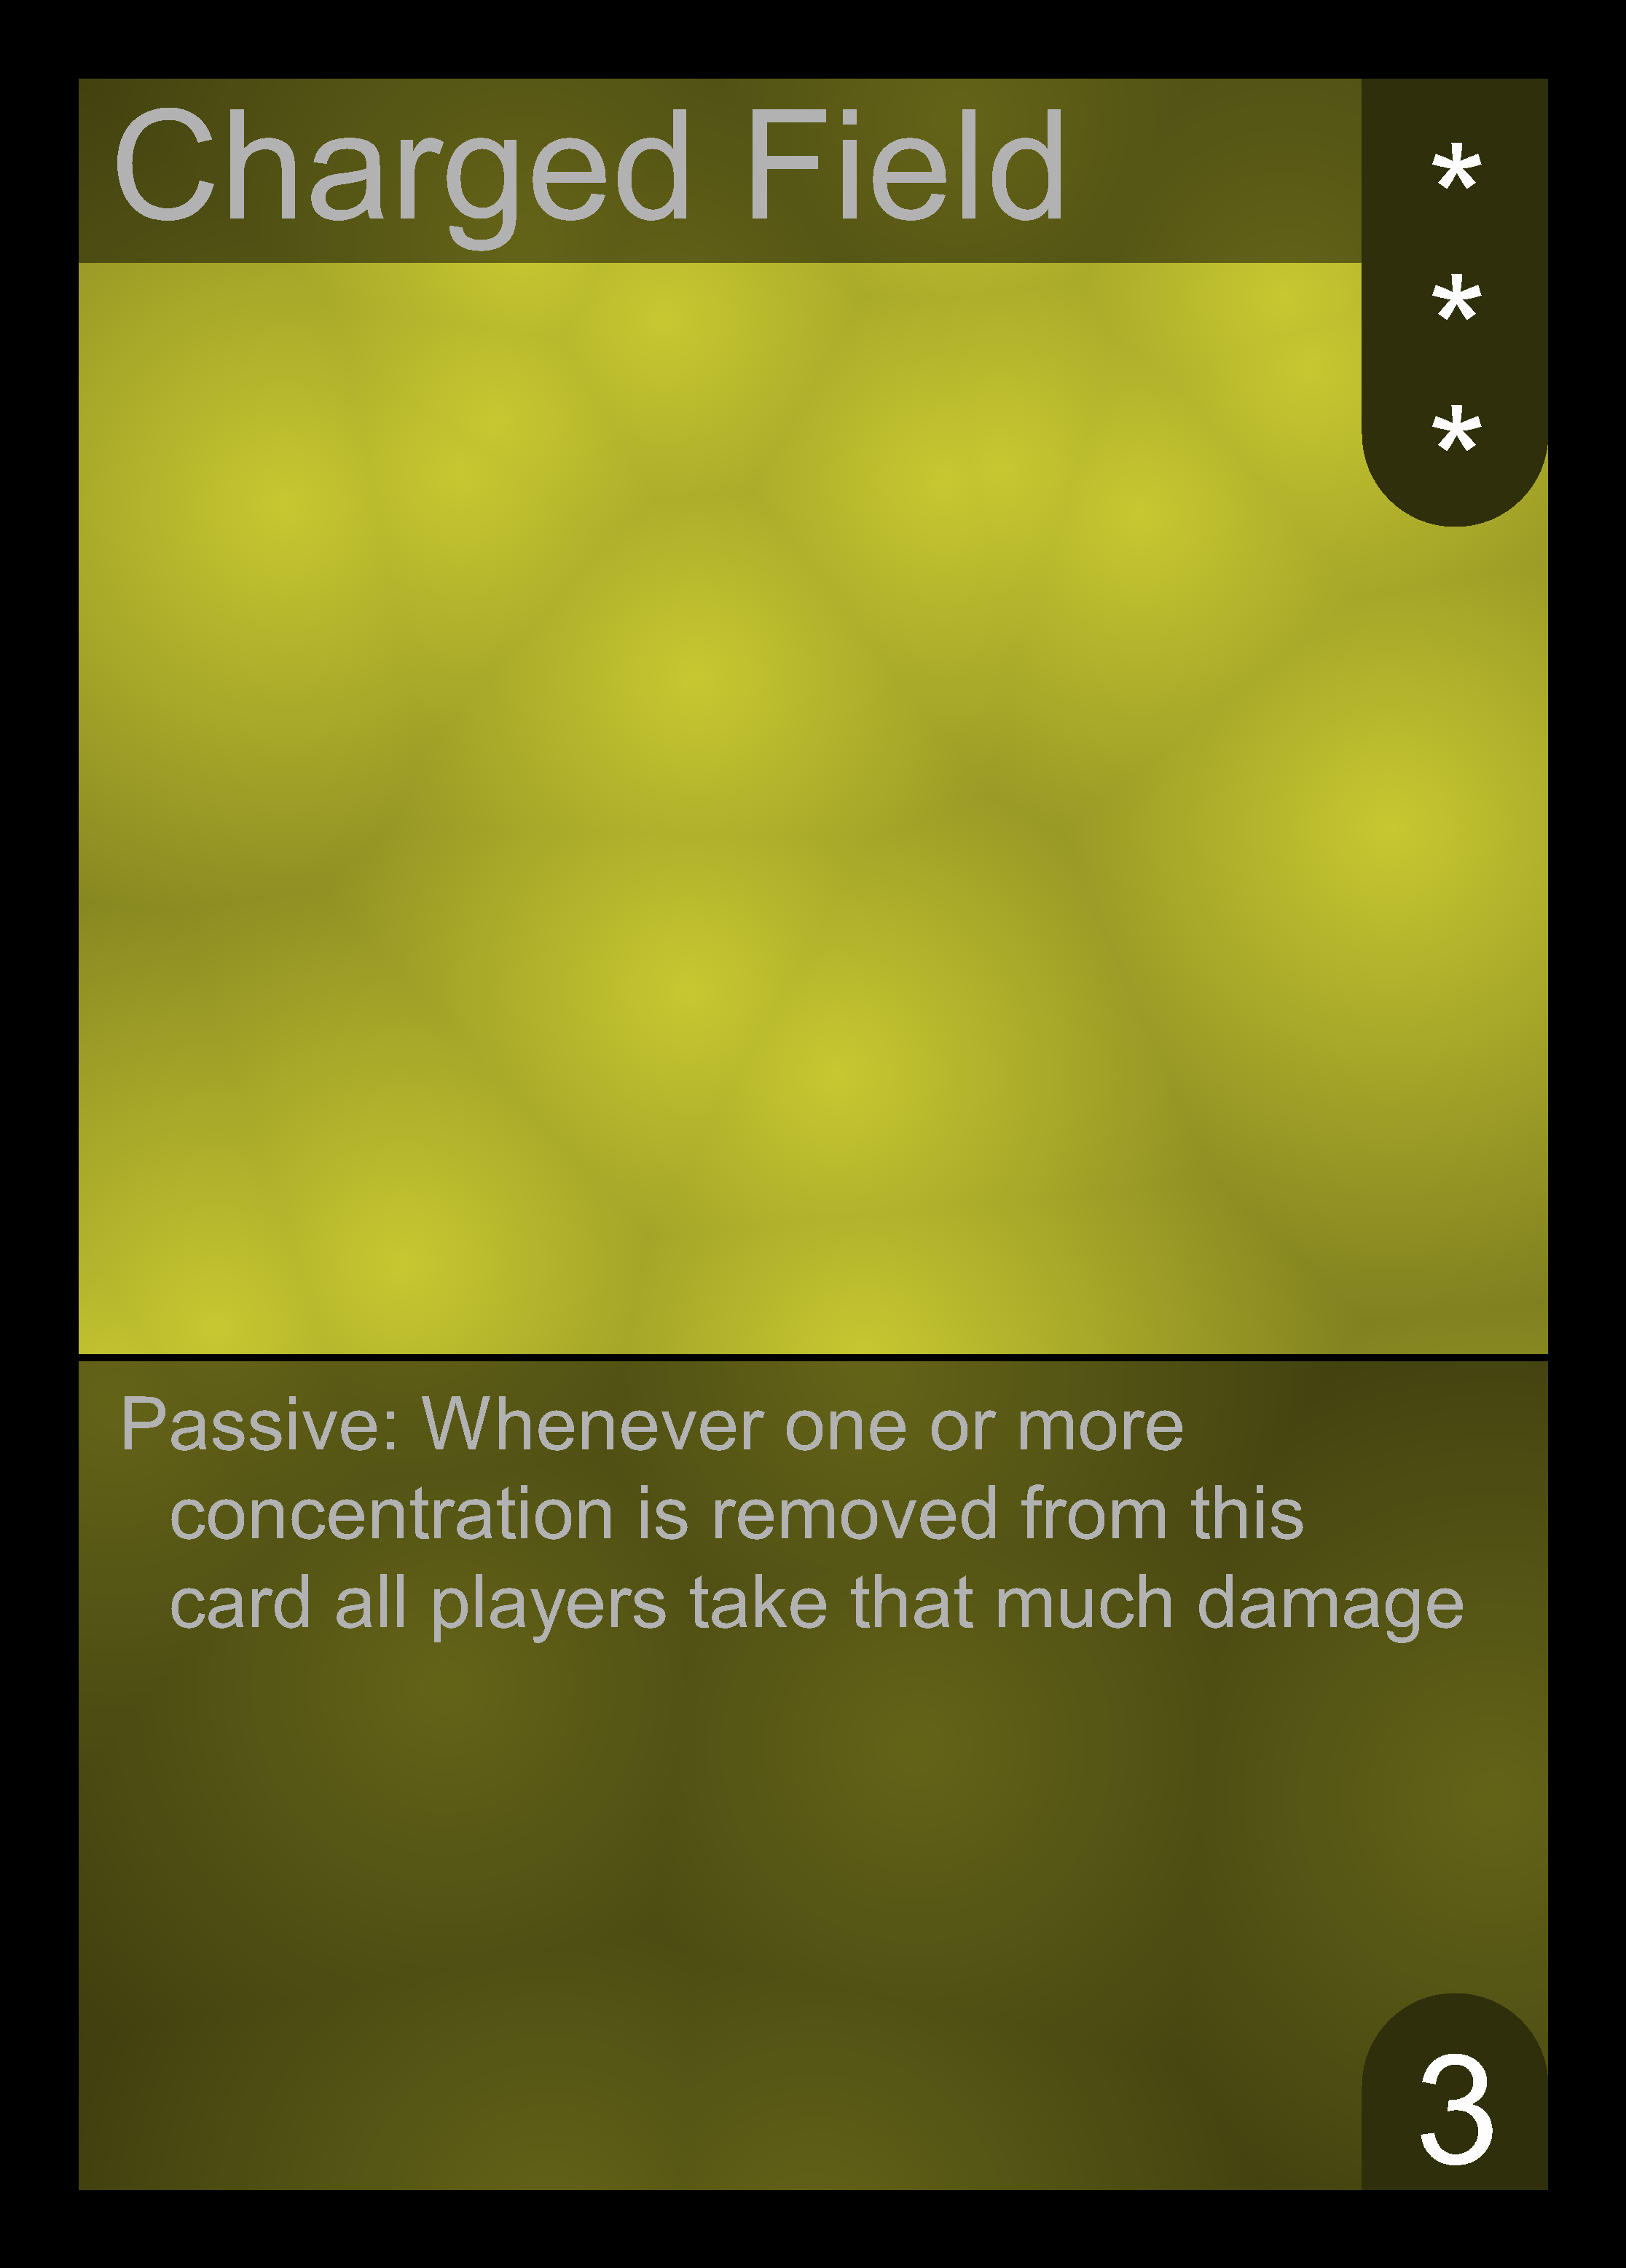 Charged Field
*
*
*
Passive: Whenever one or more
concentration is removed from this
card all players take that much damage
3